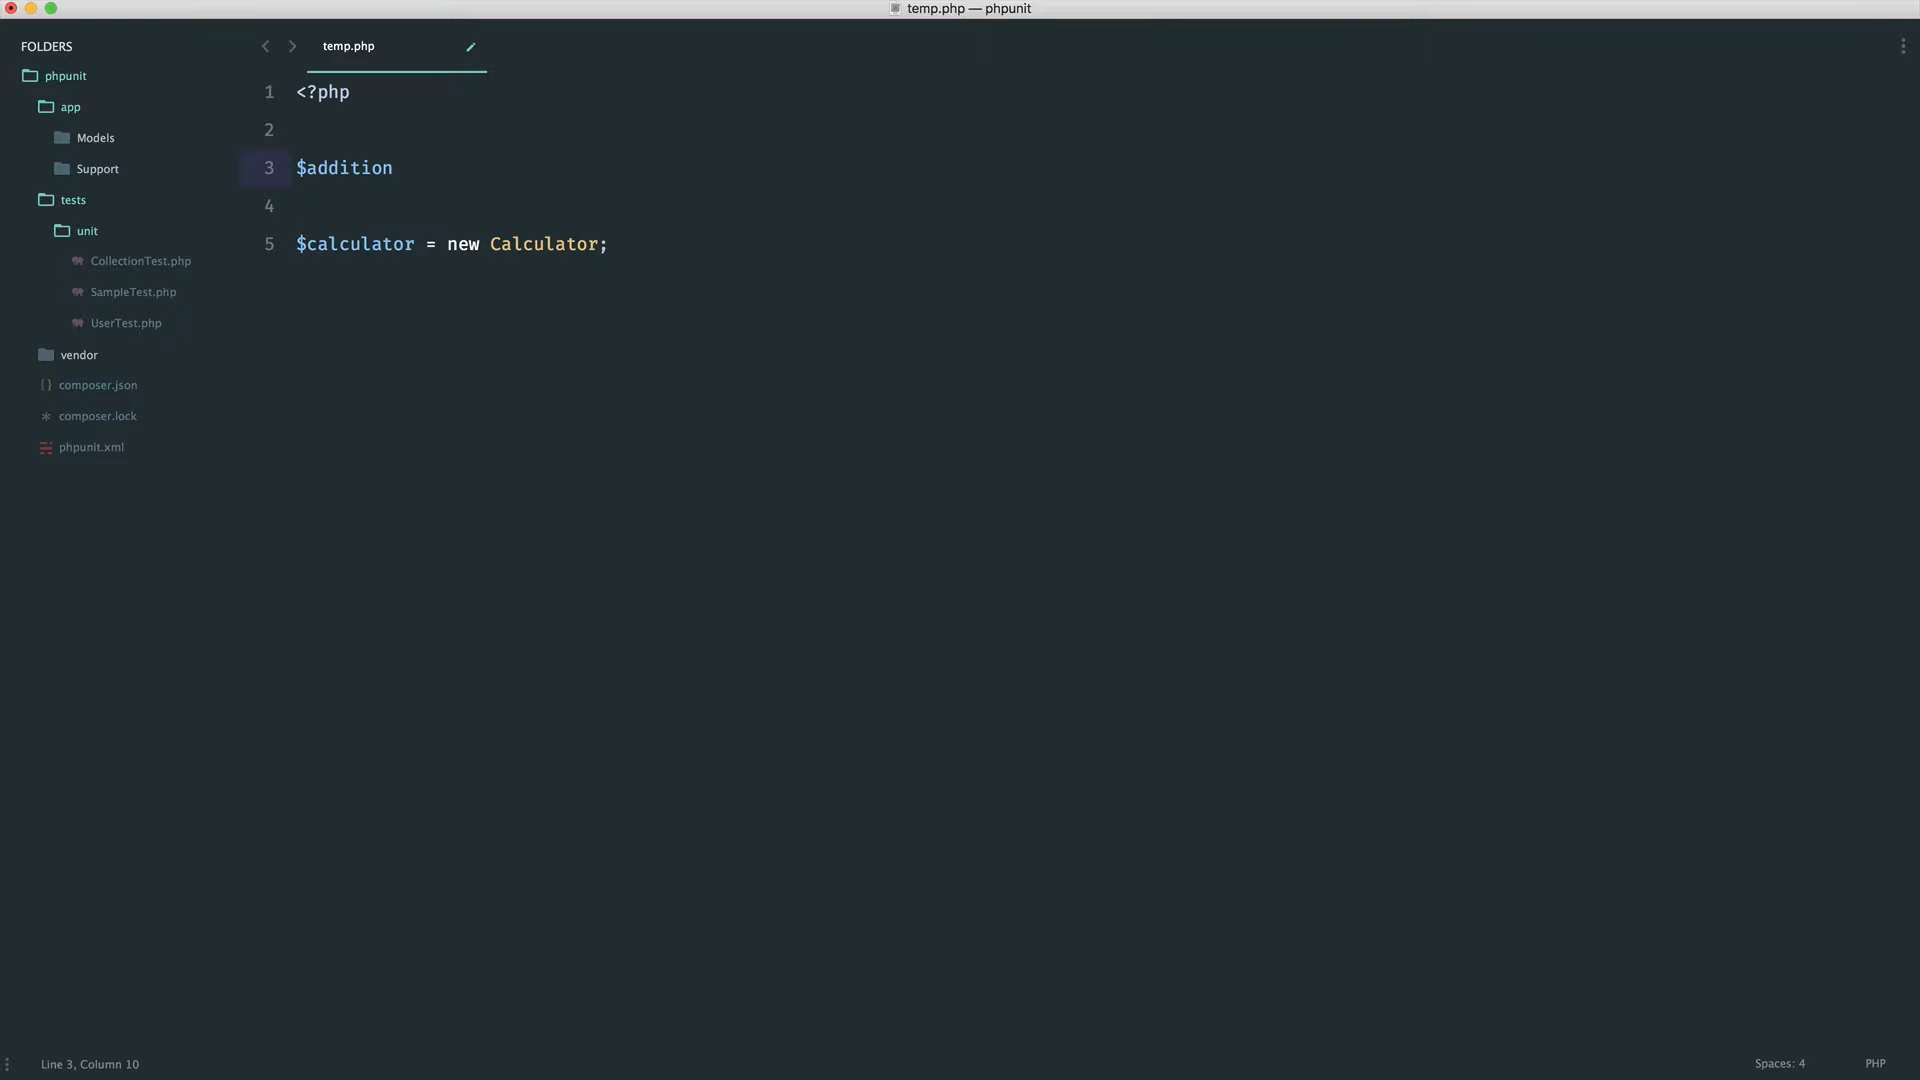 temp.php — phpunit
FOLDERS
phpunit
app
Models
Support
tests
unit
CollectionTest.php
SampleTest.php
UserTest.php
vendor
{} composer.json
* composer.lock
phpunit.xml
temp.php
1 <?php
2
3 $addition
4
5 $calculator = new Calculator;
Line 3, Column 10
Spaces: 4
PHP